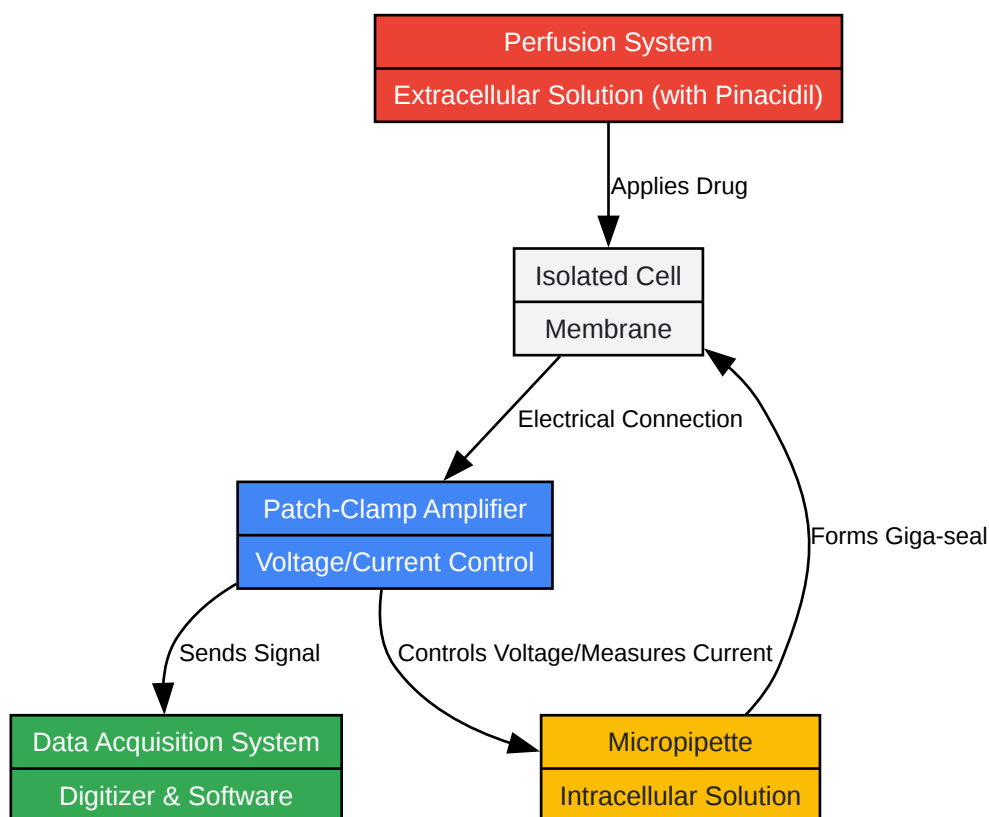 Perfusion System
Extracellular Solution (with Pinacidil)
Applies Drug
Isolated Cell
Membrane
Electrical Connection
Patch-Clamp Amplifier
Voltage/Current Control
Forms Giga-seal
Sends Signal
Controls Voltage/Measures Current
Data Acquisition System
Digitizer & Software
Micropipette
Intracellular Solution